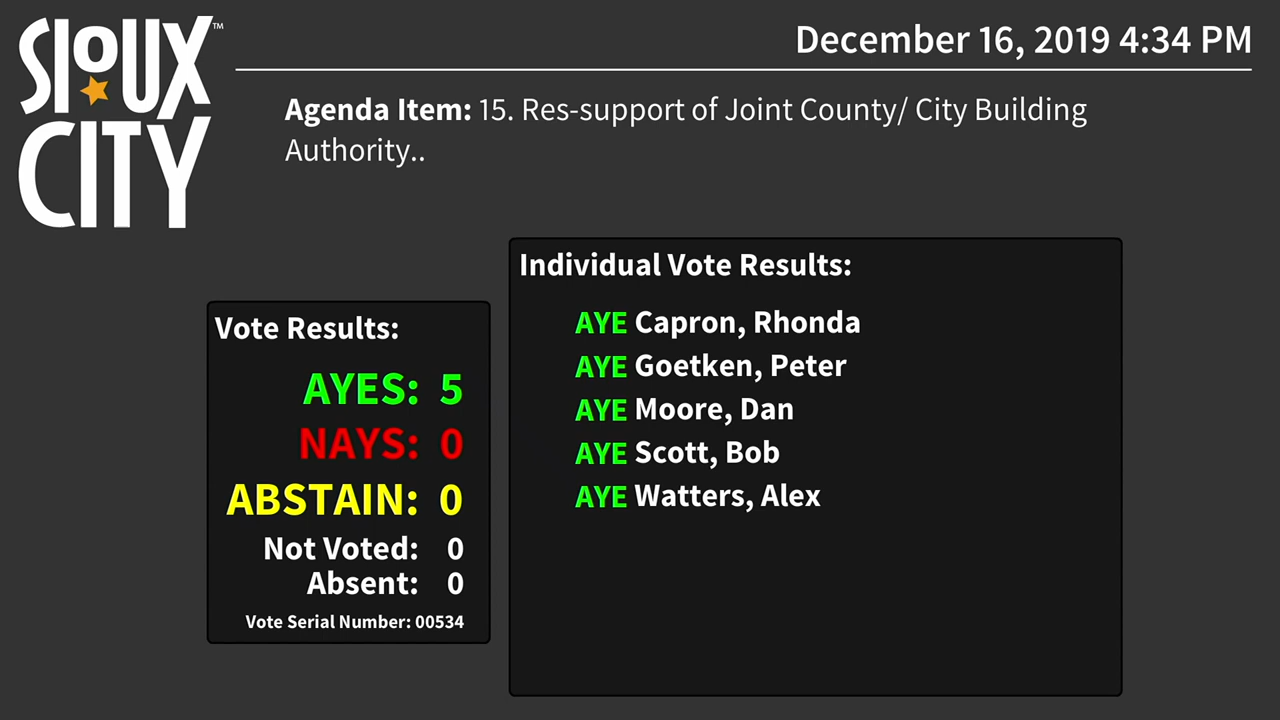 SIOUX™
CITY
December 16, 2019 4:34 PM
Agenda Item: 15. Res-support of Joint County/ City Building
Authority..
Vote Results:
AYES: 5
NAYS: 0
ABSTAIN: 0
Not Voted: 0
Absent: 0
Vote Serial Number: 00534
Individual Vote Results:
AYE Capron, Rhonda
AYE Goetken, Peter
AYE Moore, Dan
AYE Scott, Bob
AYE Watters, Alex